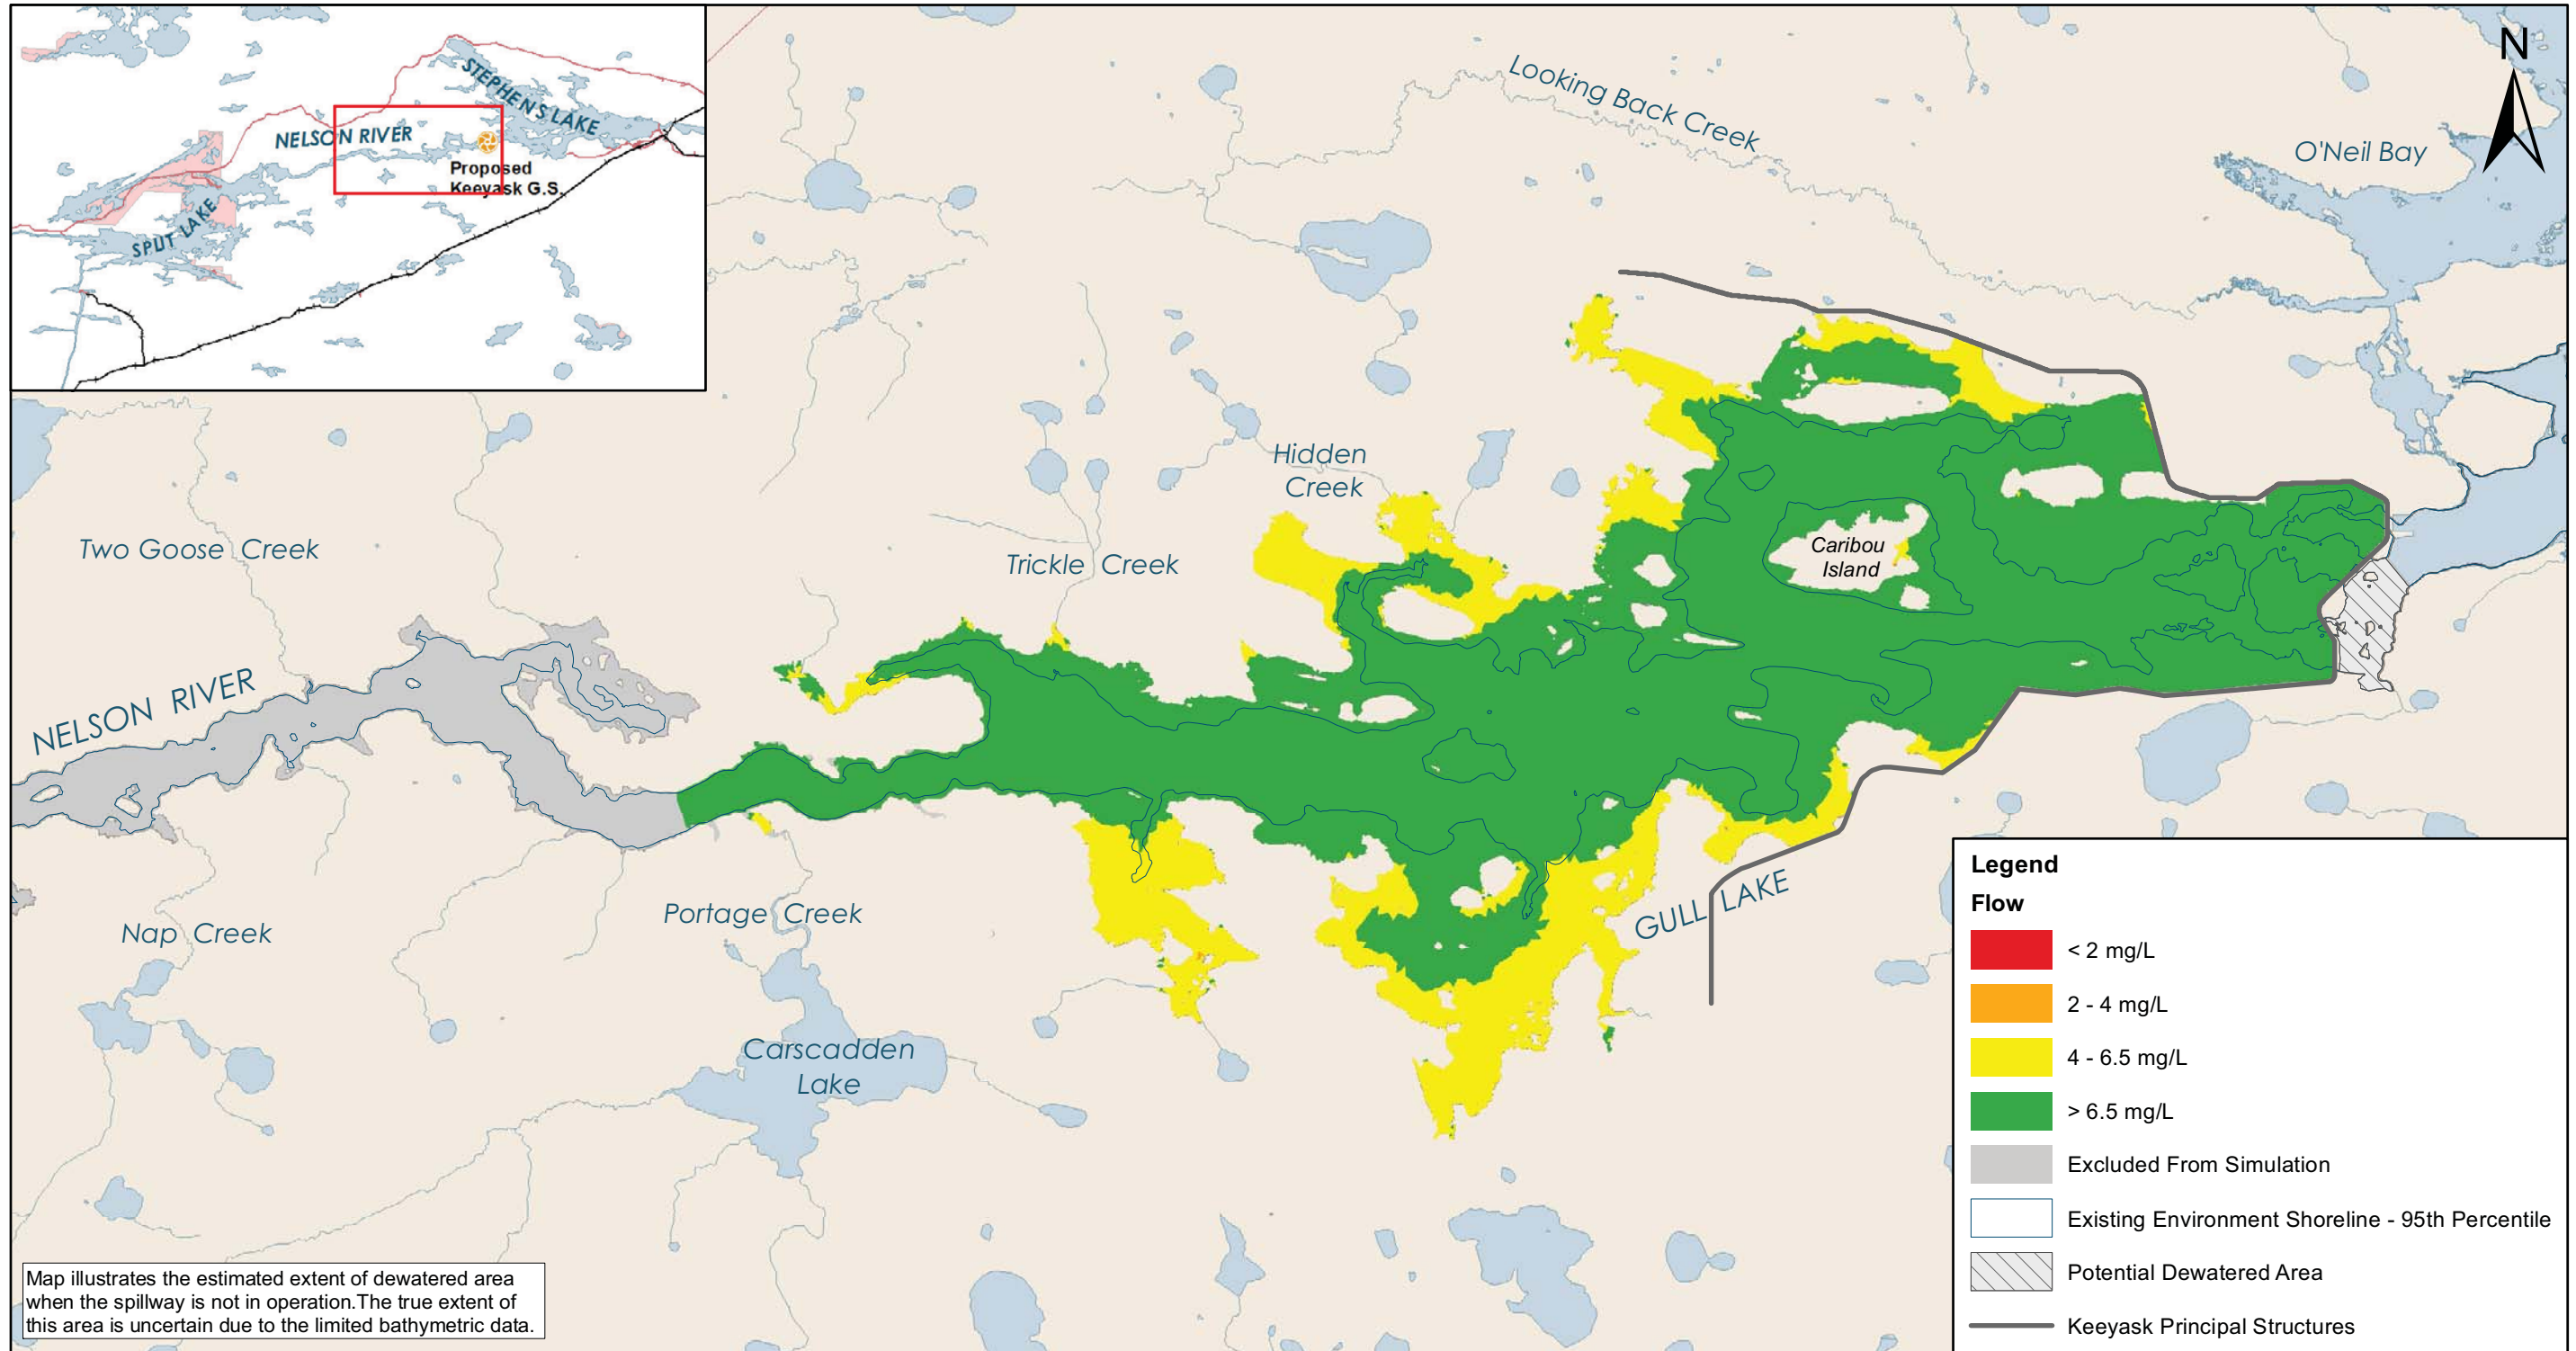 STEPHENS LAKE
NELSON RIVER
Proposed
Keeyask G.S.
SPLIT LAKE
N
Looking Back Creek
O'Neil Bay
Hidden
Creek
Two Goose Creek
Trickle Creek
Caribou
Island
NELSON RIVER
Nap Creek
Portage Creek
GULL LAKE
Carscadden
Lake
Map illustrates the estimated extent of dewatered area
when the spillway is not in operation.The true extent of
this area is uncertain due to the limited bathymetric data.
Legend
Flow
< 2 mg/L
2 - 4 mg/L
4 - 6.5 mg/L
> 6.5 mg/L
Excluded From Simulation
Existing Environment Shoreline - 95th Percentile
Potential Dewatered Area
Keeyask Principal Structures